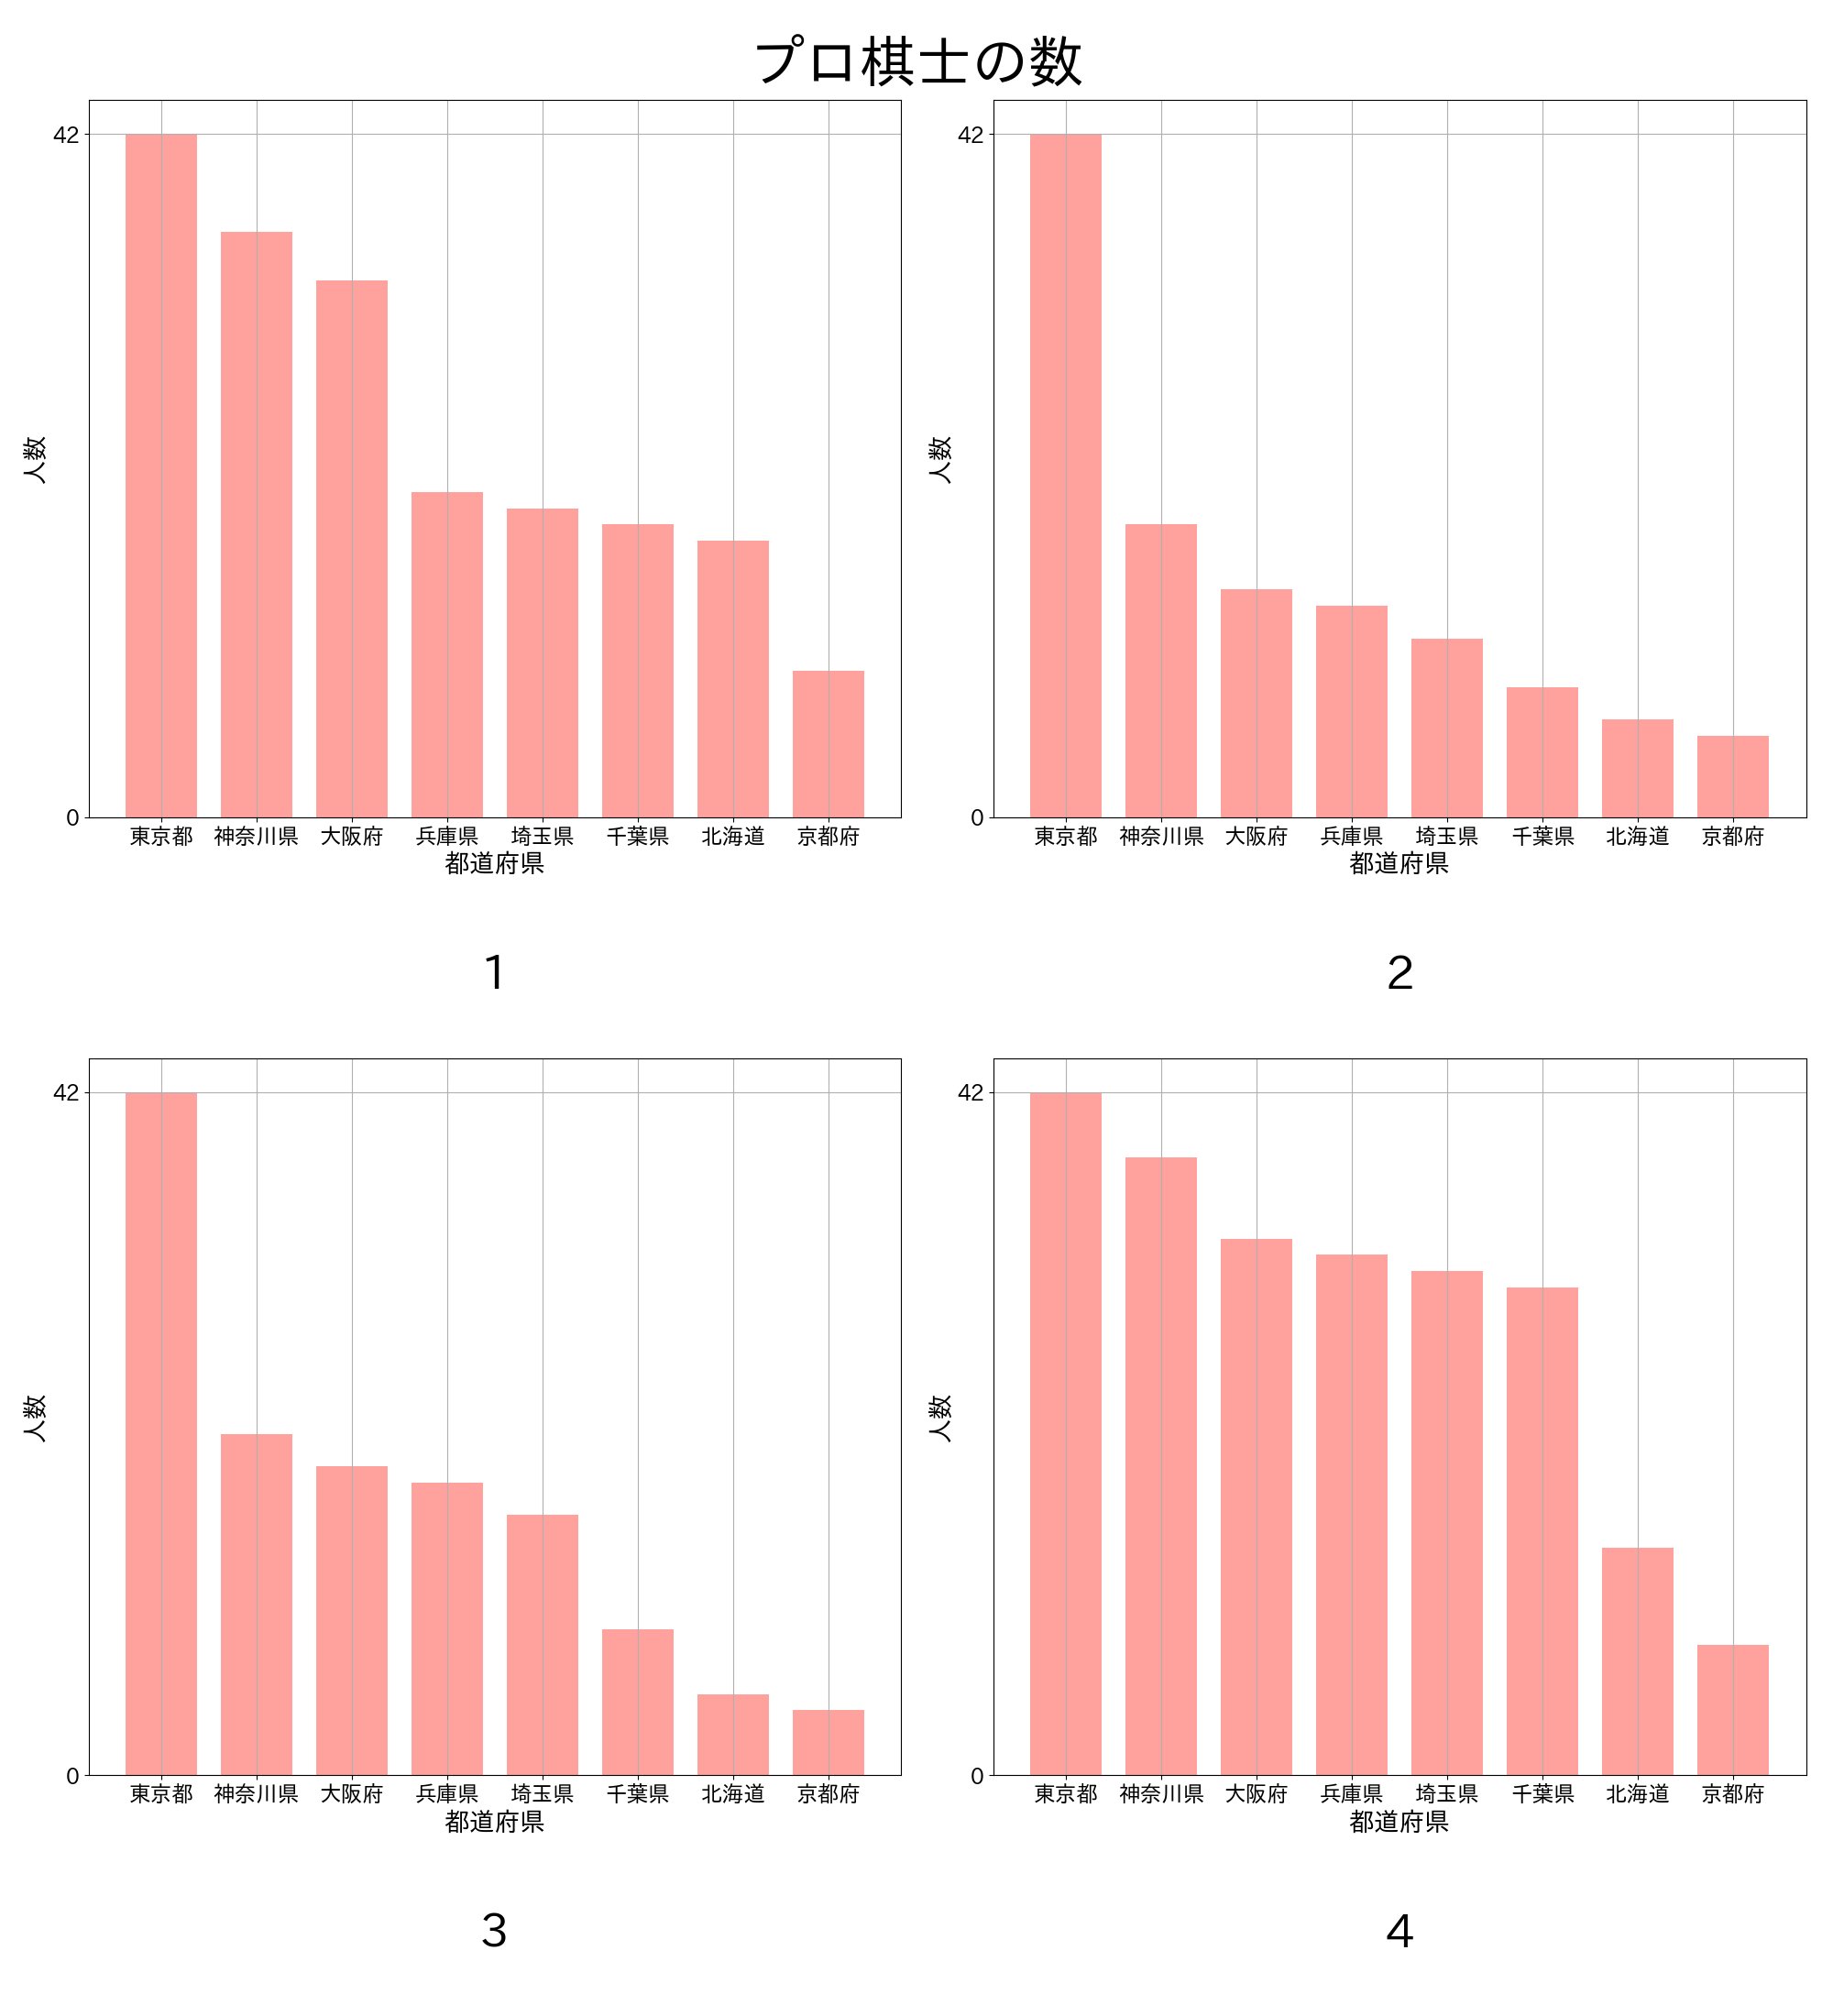 プロ棋士の数
42
0
人数
東京都 神奈川県 大阪府 兵庫県 埼玉県 千葉県 北海道 京都府
都道府県
1
42
0
人数
東京都 神奈川県 大阪府 兵庫県 埼玉県 千葉県 北海道 京都府
都道府県
2
42
0
人数
東京都 神奈川県 大阪府 兵庫県 埼玉県 千葉県 北海道 京都府
都道府県
3
42
0
人数
東京都 神奈川県 大阪府 兵庫県 埼玉県 千葉県 北海道 京都府
都道府県
4